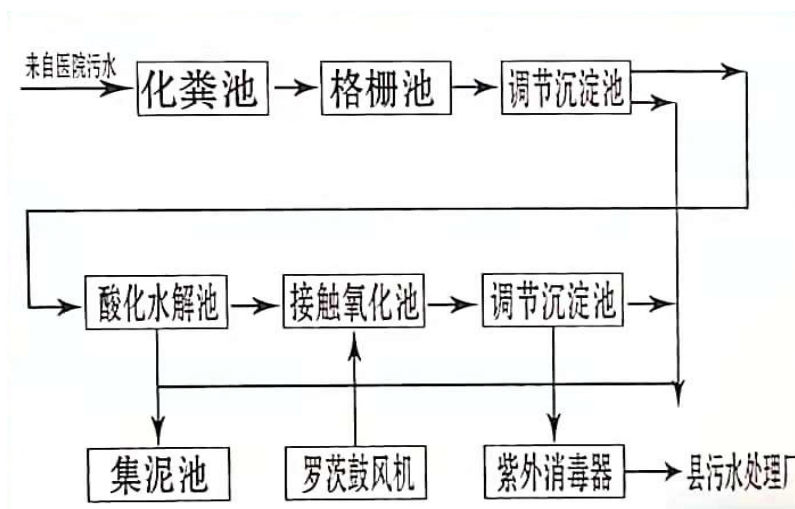 来自医院污水
化粪池
格栅池
调节沉淀池
酸化水解池
接触氧化池
调节沉淀池
集泥池
罗茨鼓风机
紫外消毒器
县污水处理厂